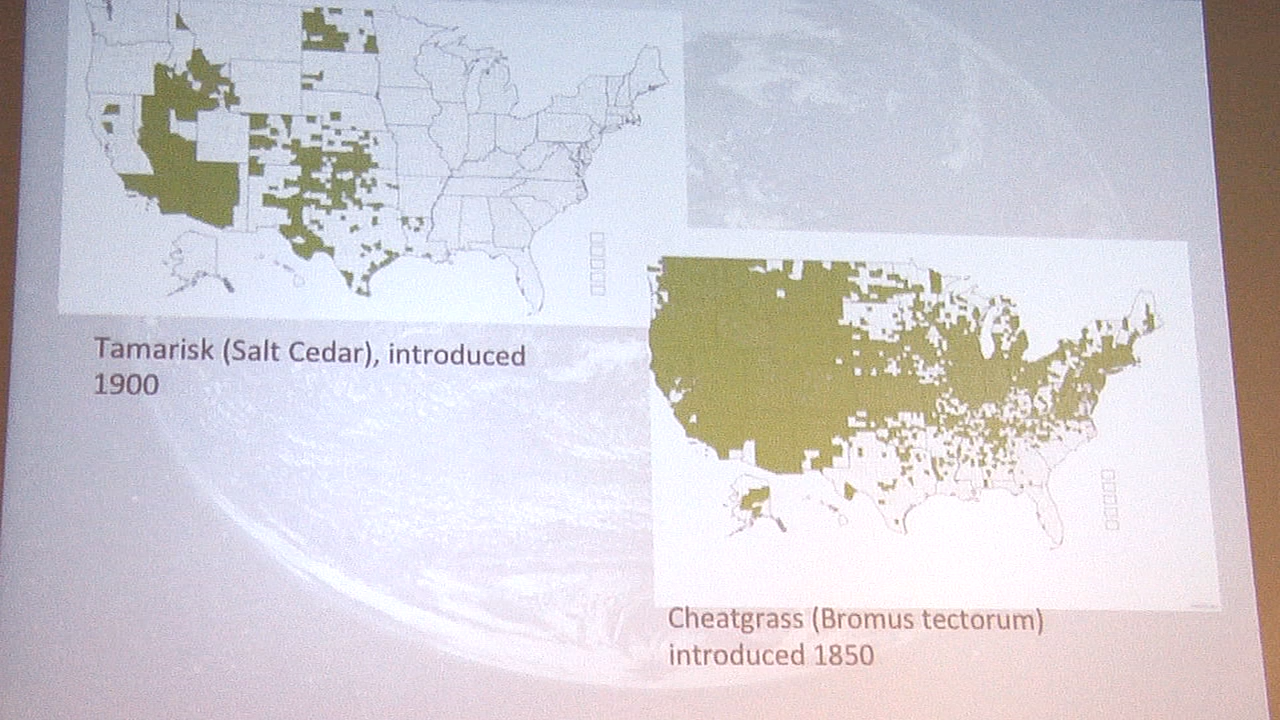 Tamarisk (Salt Cedar), introduced
1900
Cheatgrass (Bromus tectorum)
introduced 1850